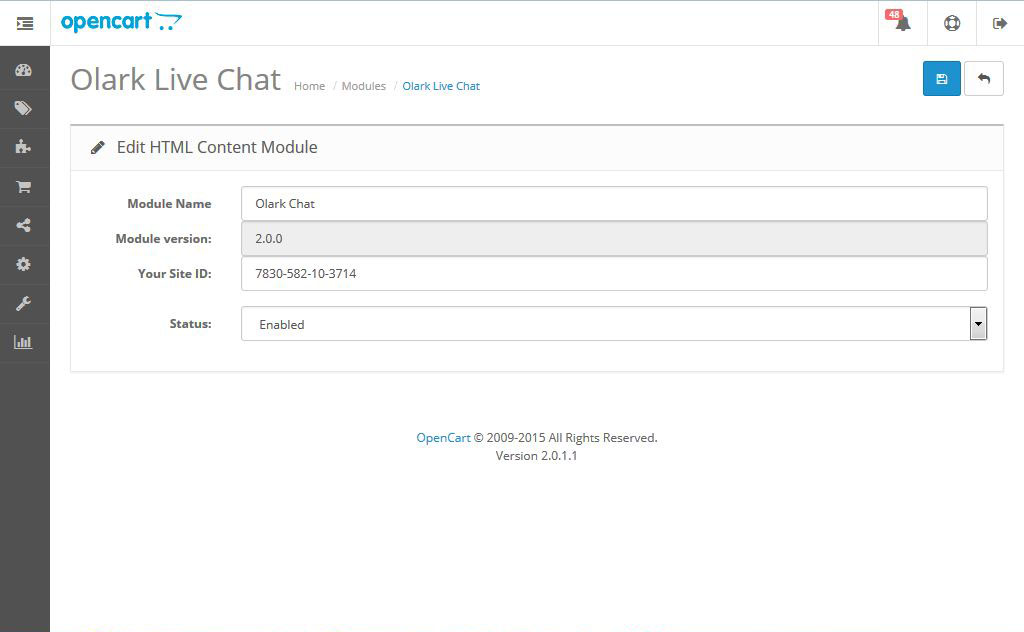 opencart
48
Olark Live Chat
Home / Modules / Olark Live Chat
Edit HTML Content Module
Module Name Olark Chat
Module version: 2.0.0
Your Site ID: 7830-582-10-3714
Status: Enabled
OpenCart © 2009-2015 All Rights Reserved.
Version 2.0.1.1